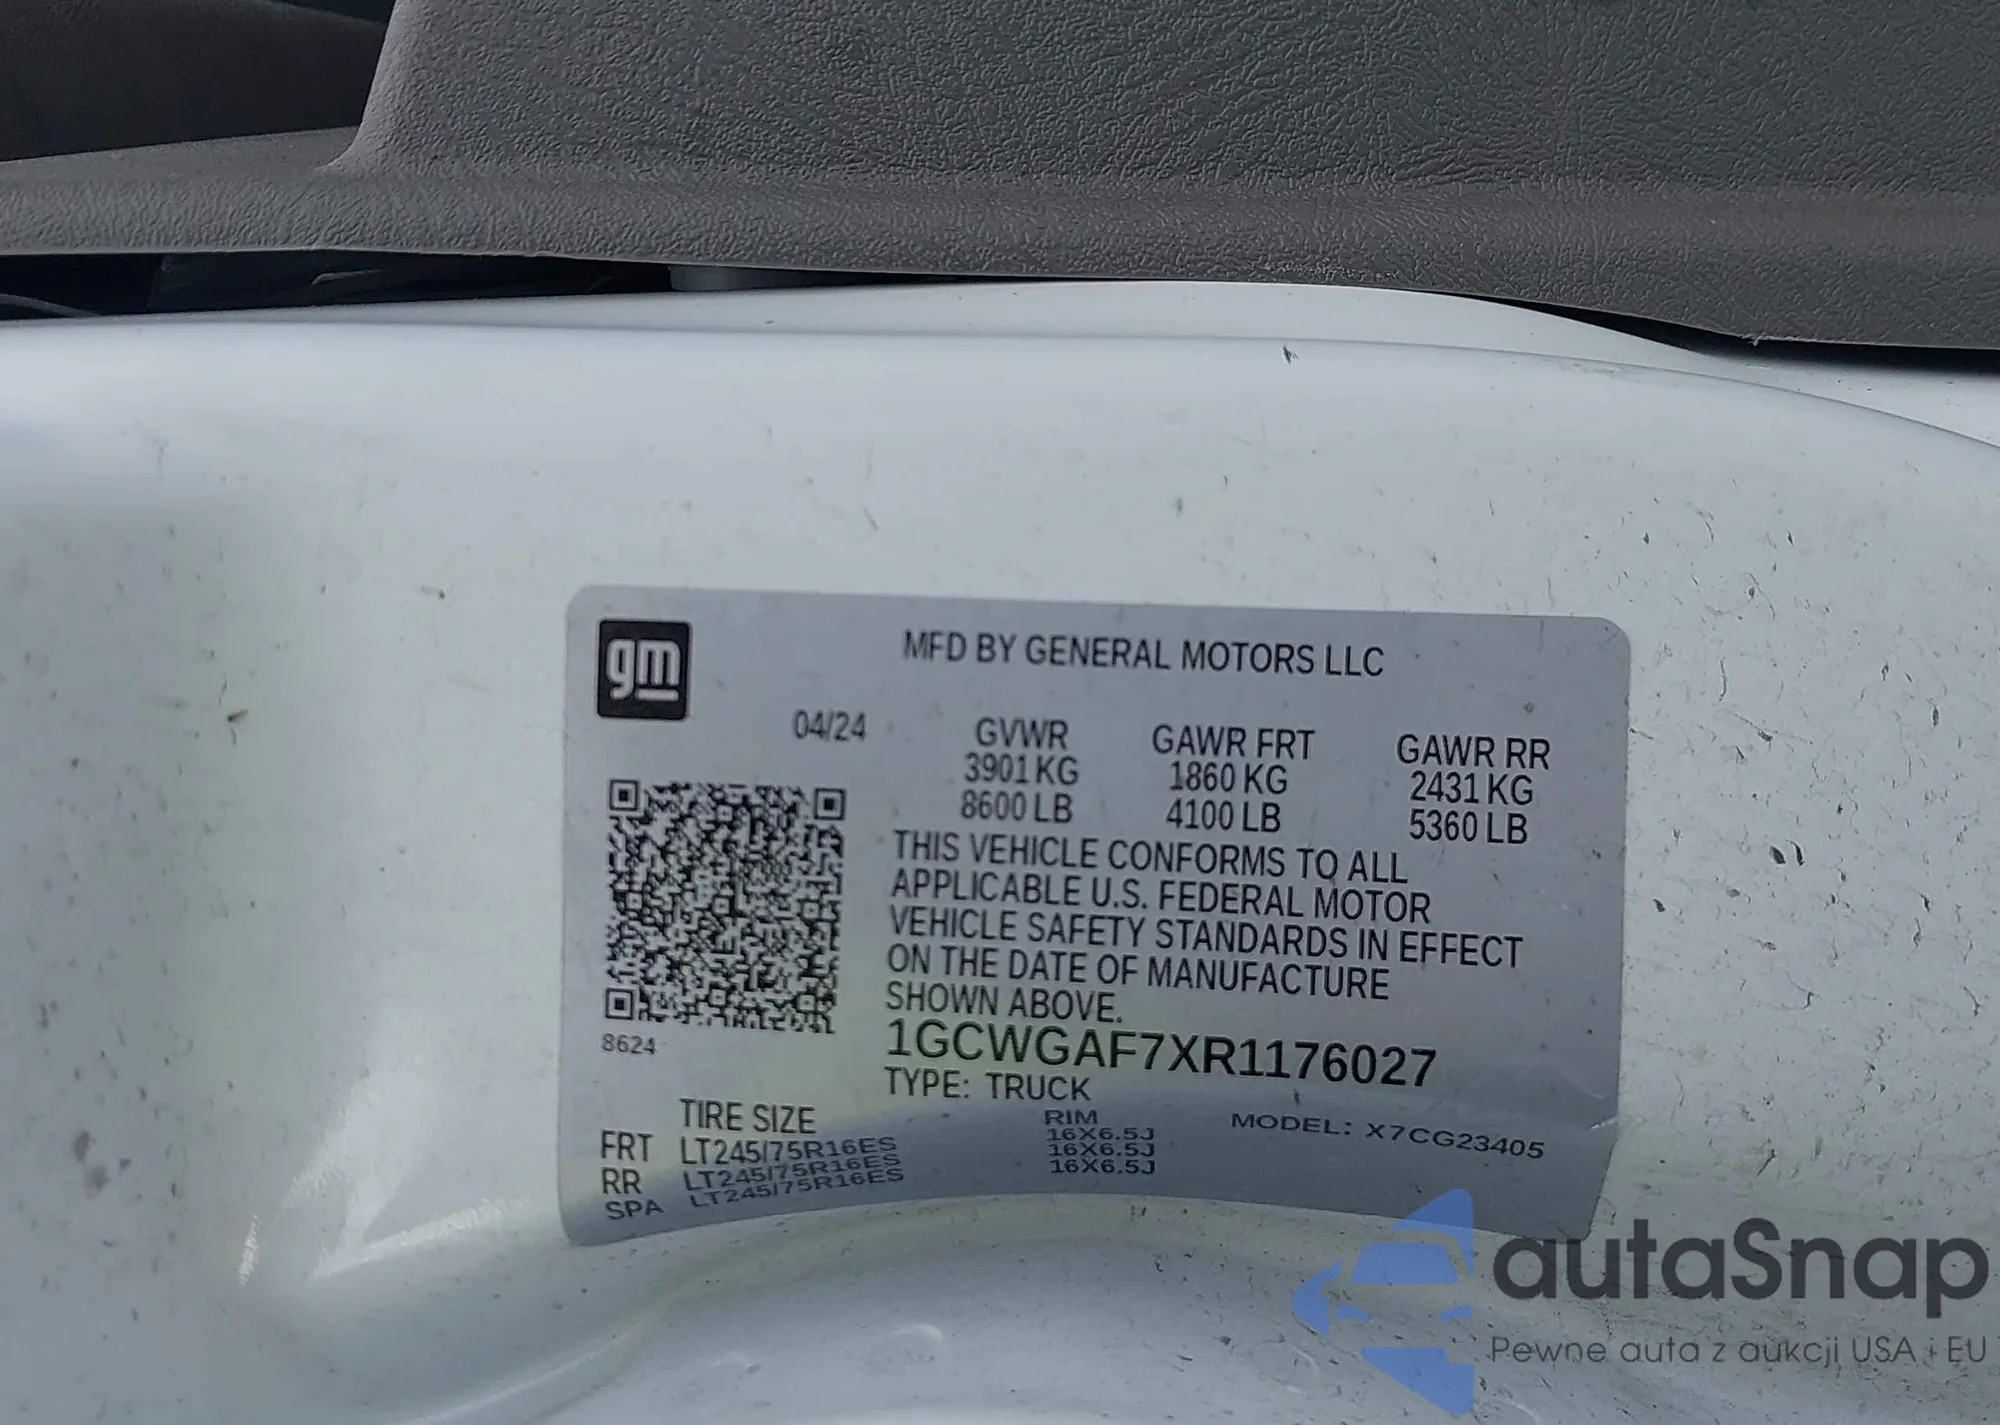 gm
MFD BY GENERAL MOTORS LLC
04/24
GVWR GAWR FRT GAWR RR
3901 KG 1860 KG 2431 KG
8600 LB 4100 LB 5360 LB
THIS VEHICLE CONFORMS TO ALL
APPLICABLE U.S. FEDERAL MOTOR
VEHICLE SAFETY STANDARDS IN EFFECT
ON THE DATE OF MANUFACTURE
SHOWN ABOVE.
8624
1GCWGAF7XR1176027
TYPE: TRUCK
TIRE SIZE RIM MODEL: X7CG23405
FRT LT245/75R16ES 16X6.5J
RR LT245/75R16ES 16X6.5J
SPA LT245/75R16ES 16X6.5J
autaSnap
Pewne auta z aukcji USA i EU